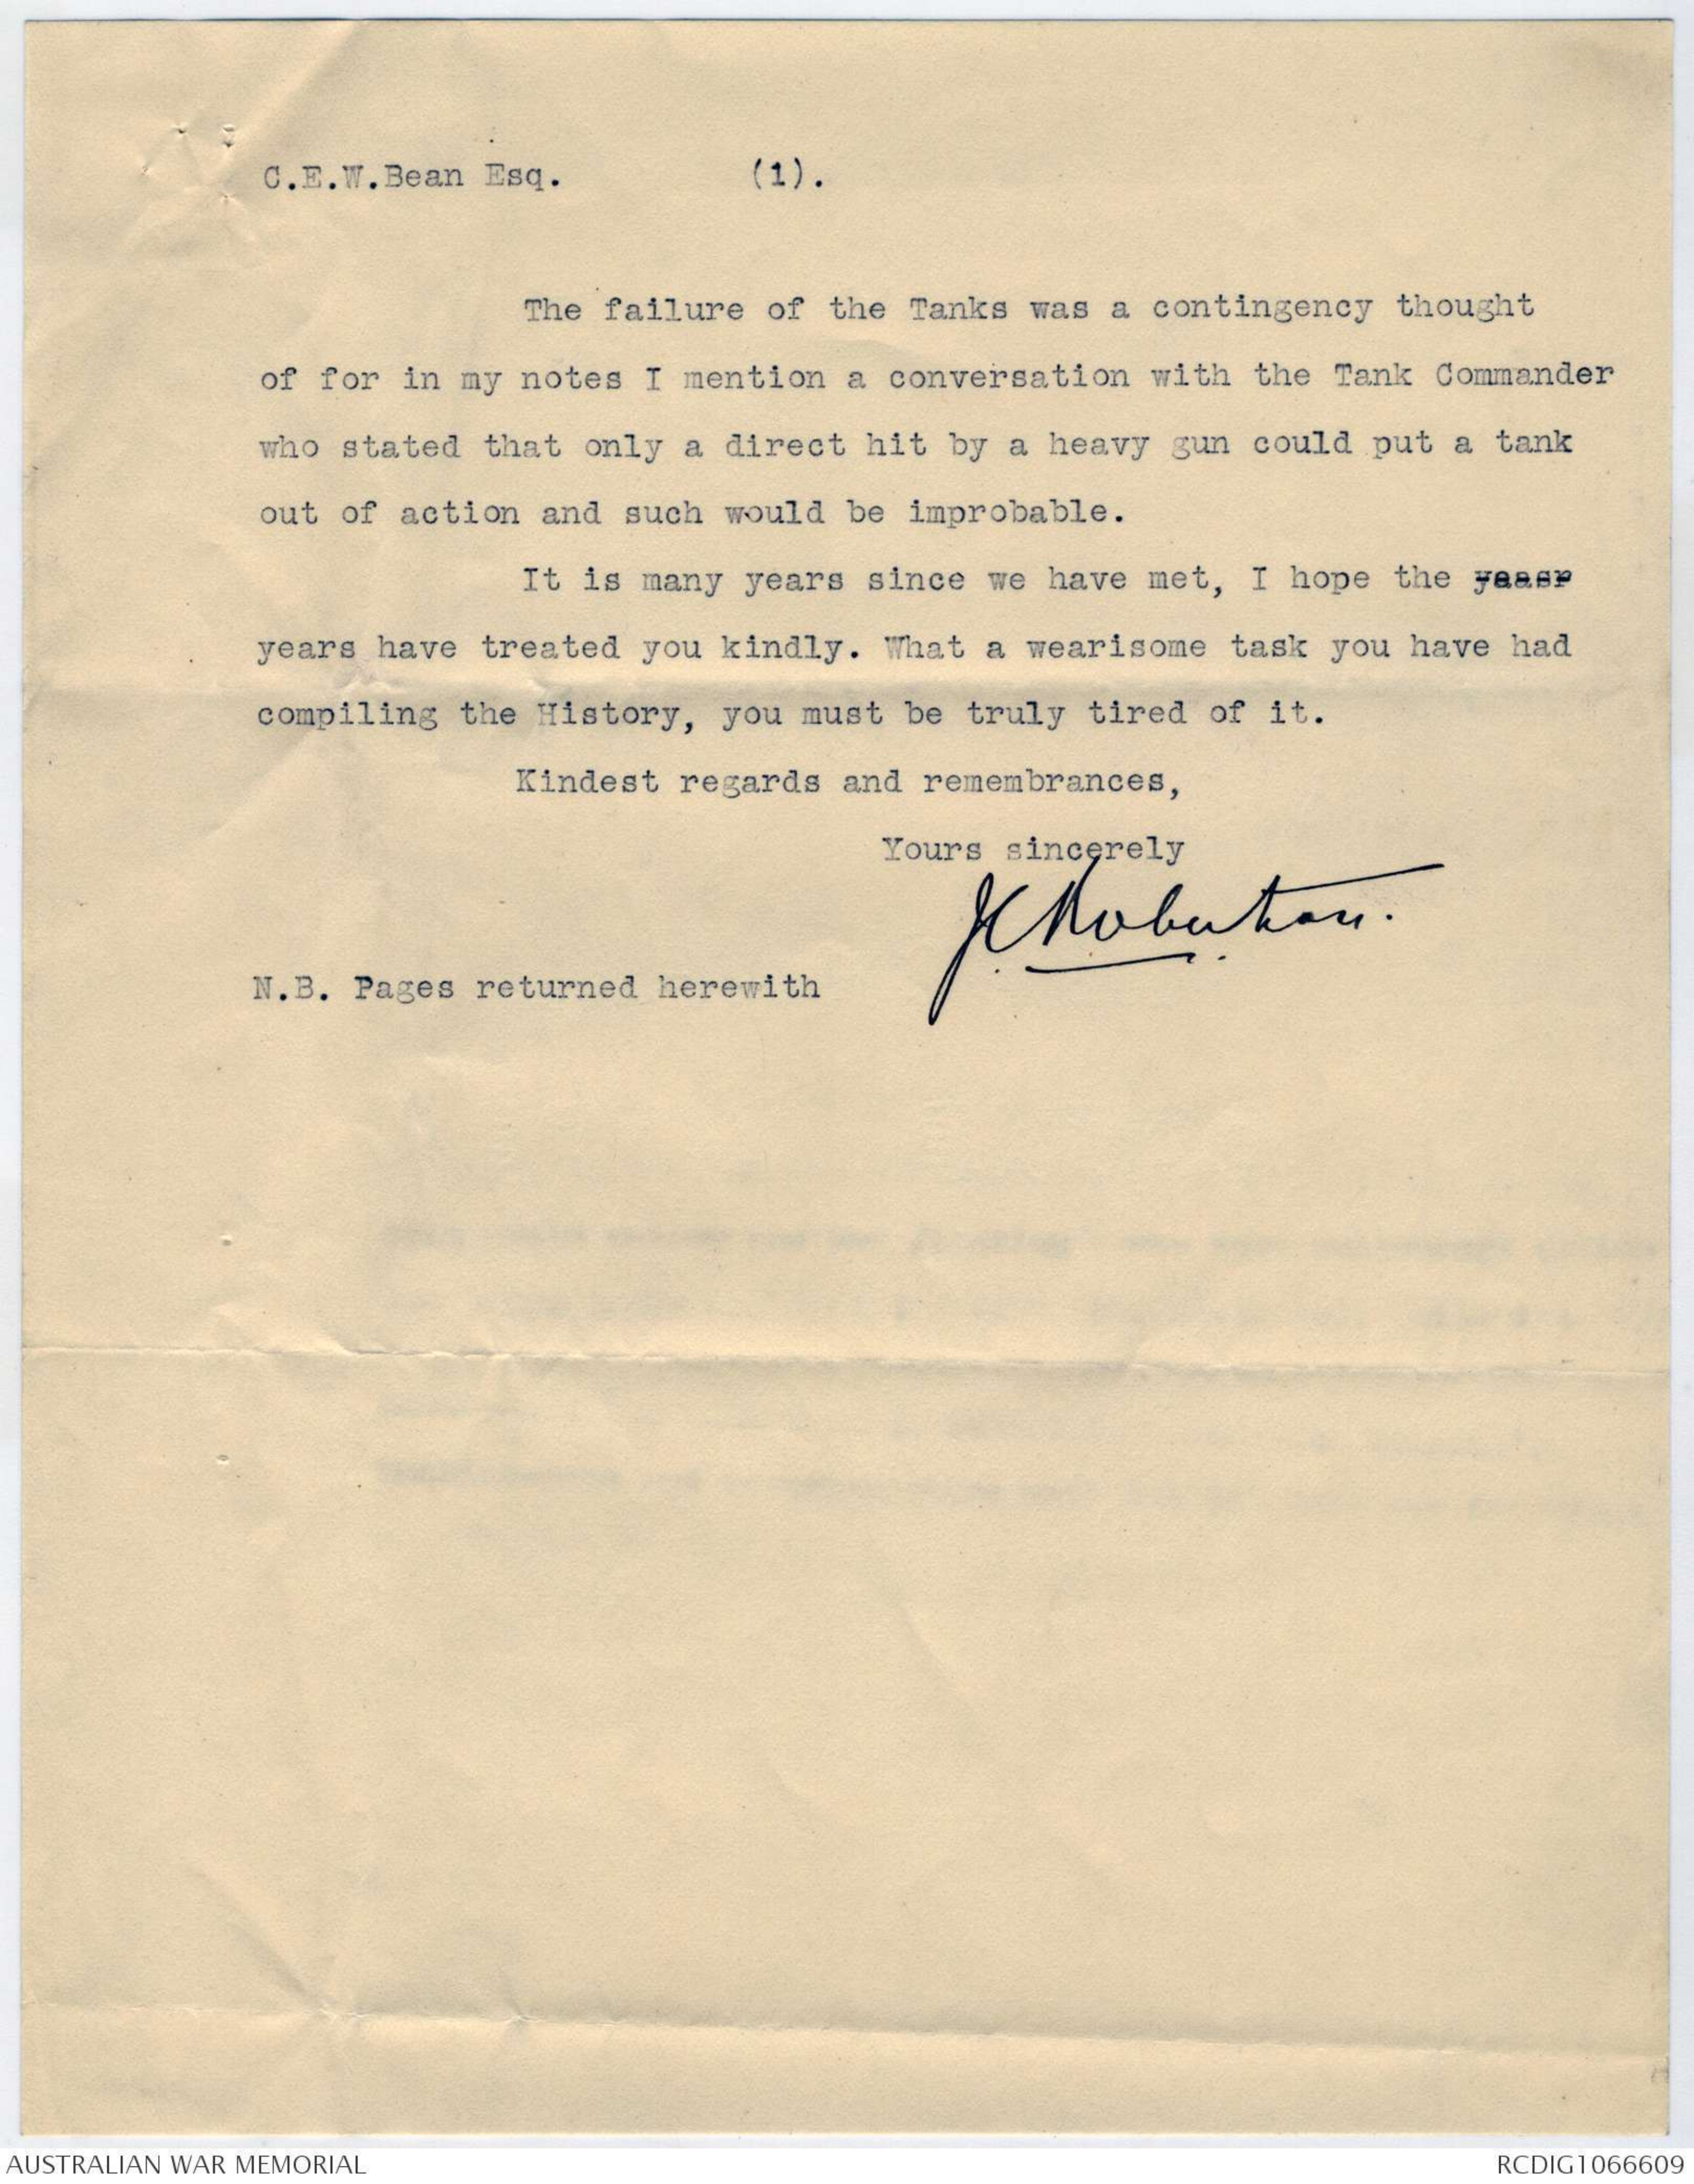 C.E.W.Bean Esq. (1).
The failure of the Tanks was a contingency thought
of for in my notes I mention a conversation with the Tank Commander
who stated that only a direct hit by a heavy gun could put a tank
out of action and such would be improbable.
It is many years since we have met, I hope the yeasr
years have treated you kindly. What a wearisome task you have had
compiling the History, you must be truly tired of it.
Kindest regards and remembrances,
Yours sincerely
JCRobertson.
N.B. Pages returned herewith
AUSTRALIAN WAR MEMORIAL
RCDIG1066609